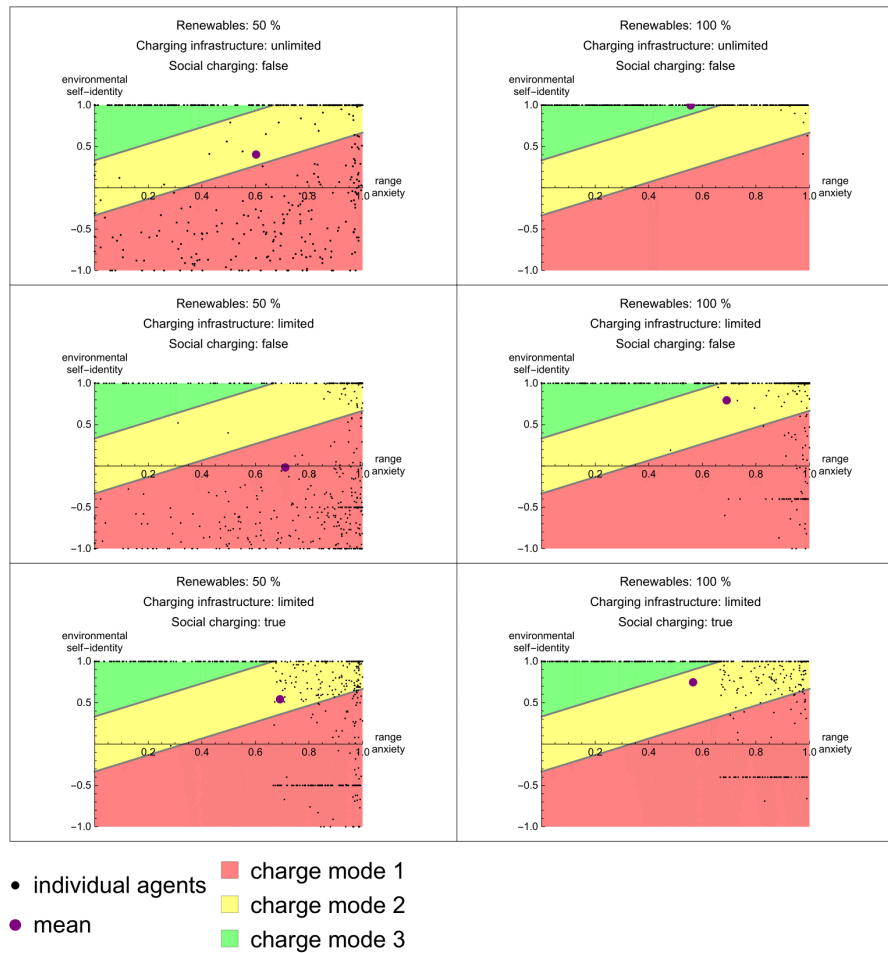 Renewables: 50 %
Charging infrastructure: unlimited
Social charging: false
environmental
self-identity
1.0
0.5
-0.5
-1.0
0.2
0.4
0.6
0.8
1.0
range
anxiety
Renewables: 100 %
Charging infrastructure: unlimited
Social charging: false
environmental
self-identity
1.0
0.5
-0.5
-1.0
0.2
0.4
0.6
0.8
1.0
range
anxiety
Renewables: 50 %
Charging infrastructure: limited
Social charging: false
environmental
self-identity
1.0
0.5
-0.5
-1.0
0.2
0.4
0.6
0.8
1.0
range
anxiety
Renewables: 100 %
Charging infrastructure: limited
Social charging: false
environmental
self-identity
1.0
0.5
-0.5
-1.0
0.2
0.4
0.6
0.8
1.0
range
anxiety
Renewables: 50 %
Charging infrastructure: limited
Social charging: true
environmental
self-identity
1.0
0.5
-0.5
-1.0
0.2
0.4
0.6
0.8
1.0
range
anxiety
Renewables: 100 %
Charging infrastructure: limited
Social charging: true
environmental
self-identity
1.0
0.5
-0.5
-1.0
0.2
0.4
0.6
0.8
1.0
range
anxiety
individual agents
mean
charge mode 1
charge mode 2
charge mode 3